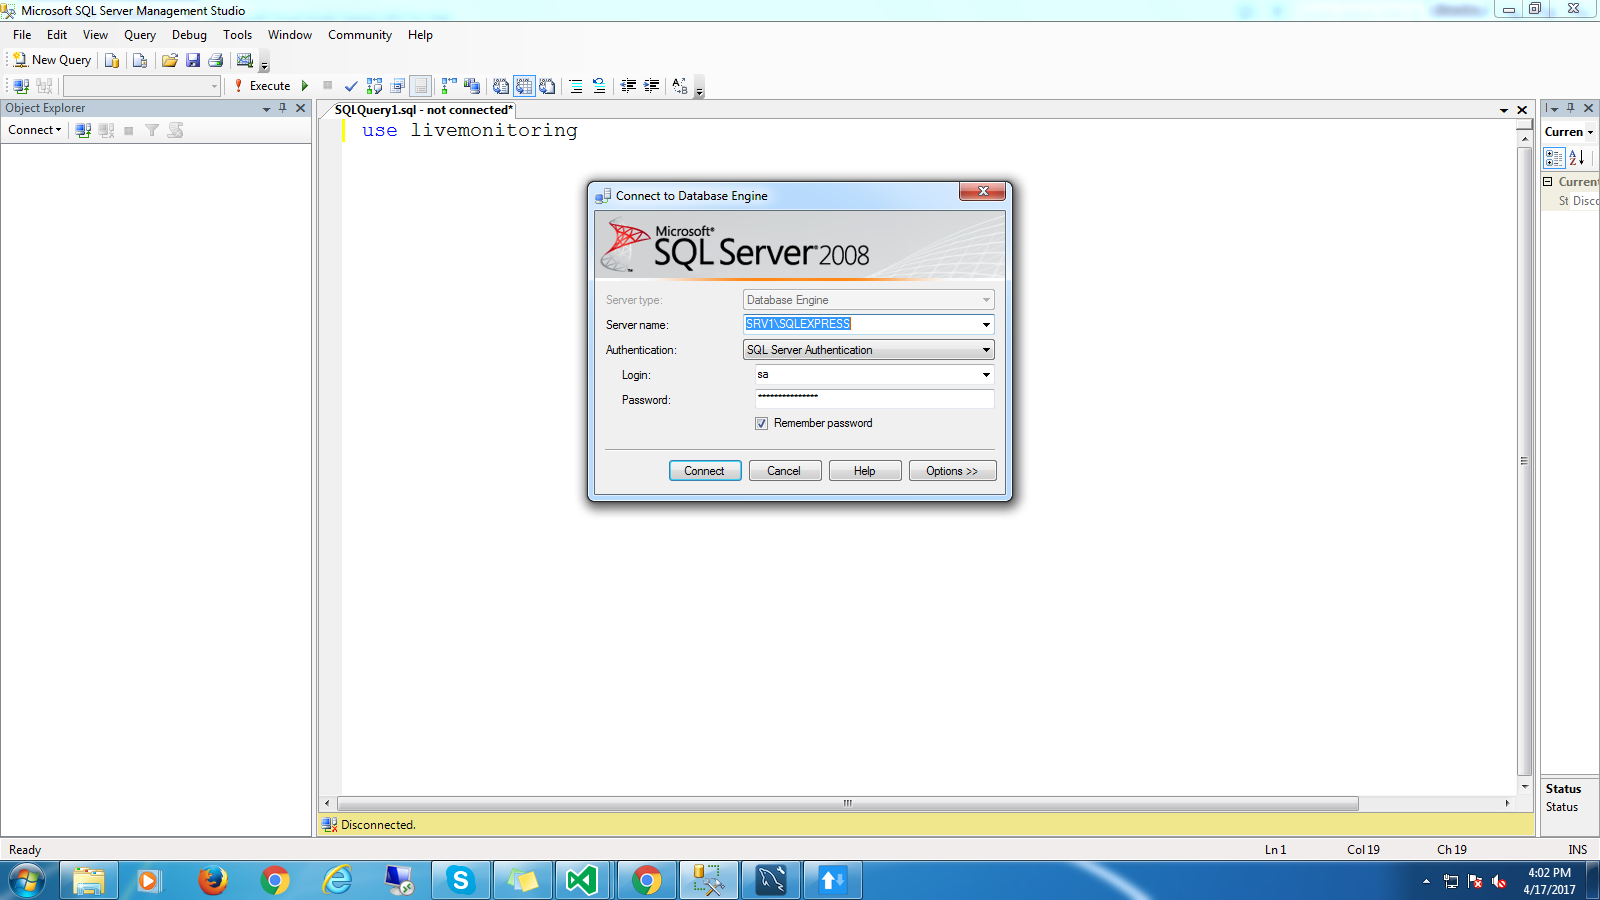 Microsoft SQL Server Management Studio
File Edit View Query Debug Tools Window Community Help
New Query
Execute
Object Explorer
Connect
SQLQuery1.sql - not connected*
use livemonitoring
Curren
Current
St Disco
Connect to Database Engine
Microsoft®
SQL Server® 2008
Server type: Database Engine
Server name: SRV1\SQLEXPRESS
Authentication: SQL Server Authentication
Login: sa
Password: ***************
Remember password
Connect Cancel Help Options >>
Status
Status
Disconnected.
Ready Ln 1 Col 19 Ch 19 INS
4:02 PM
4/17/2017